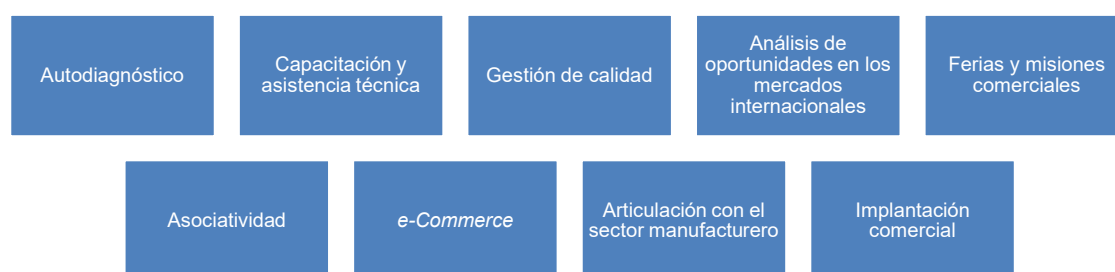 Autodiagnóstico
Capacitación y
asistencia técnica
Gestión de calidad
Análisis de
oportunidades en los
mercados
internacionales
Ferias y misiones
comerciales
Asociatividad
e-Commerce
Articulación con el
sector manufacturero
Implantación
comercial